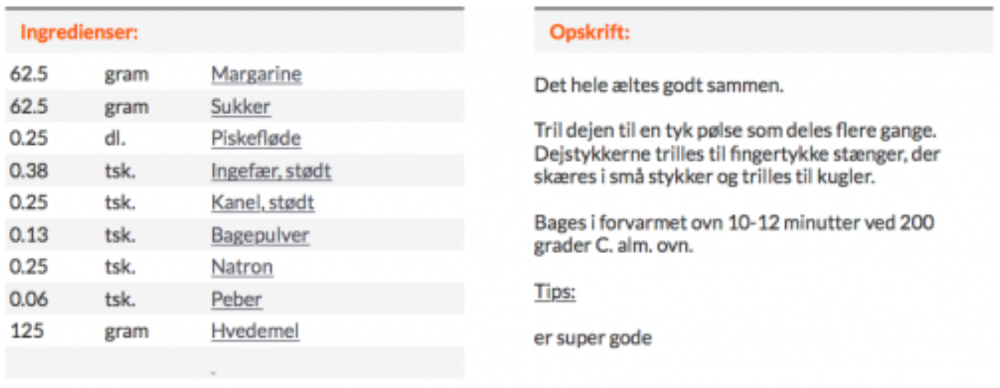 Ingredienser:
62.5 gram Margarine
62.5 gram Sukker
0.25 dl. Piskefløde
0.38 tsk. Ingefær, stødt
0.25 tsk. Kanel, stødt
0.13 tsk. Bagepulver
0.25 tsk. Natron
0.06 tsk. Peber
125 gram Hvedemel
-
Opskrift:
Det hele æltes godt sammen.
Tril dejen til en tyk pølse som deles flere gange.
Dejstykkerne trilles til fingertykke stænger, der
skæres i små stykker og trilles til kugler.
Bages i forvarmet ovn 10-12 minutter ved 200
grader C. alm. ovn.
Tips:
er super gode